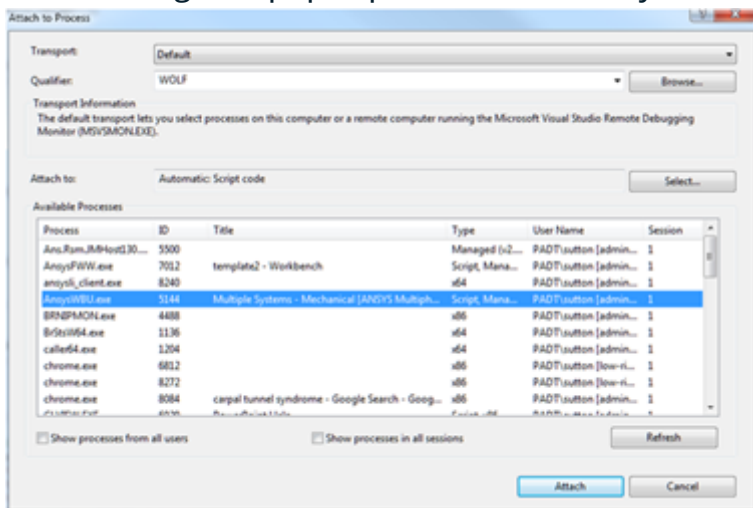 Attach to Process
Transport: Default
Qualifier: WOLF Browse...
Transport Information
The default transport lets you select processes on this computer or a remote computer running the Microsoft Visual Studio Remote Debugging
Monitor (MSVSMON.EXE).
Attach to: Automatic: Script code Select...
Available Processes
Process ID Title Type User Name Session
Ans.Rsm.JMHost130.... 5500 Managed (v2.... PADT\sutton [admin... 1
AnsysFWW.exe 7012 template2 - Workbench Script, Mana... PADT\sutton [admin... 1
ansysli_client.exe 8240 x64 PADT\sutton [admin... 1
AnsysWBU.exe 5144 Multiple Systems - Mechanical [ANSYS Multiph... Script, Mana... PADT\sutton [admin... 1
BRNIPMON.exe 4488 x86 PADT\sutton [admin... 1
BrStsW64.exe 1136 x64 PADT\sutton [admin... 1
caller64.exe 1204 x64 PADT\sutton [admin... 1
chrome.exe 6812 x86 PADT\sutton [low-ri... 1
chrome.exe 8272 x86 PADT\sutton [low-ri... 1
chrome.exe 8084 carpal tunnel syndrome - Google Search - Goog... x86 PADT\sutton [admin... 1
Show processes from all users Show processes in all sessions Refresh
Attach Cancel